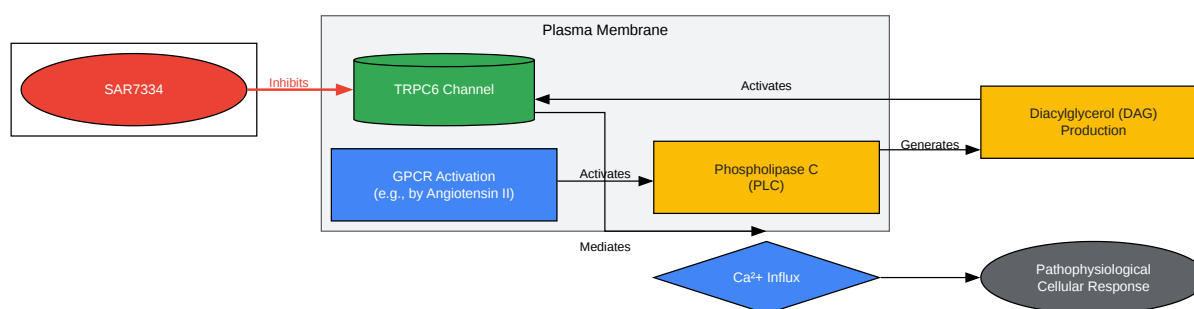 Plasma Membrane
SAR7334
Inhibits
TRPC6 Channel
Activates
Diacylglycerol (DAG)
Production
GPCR Activation
(e.g., by Angiotensin II)
Activates
Phospholipase C
(PLC)
Generates
Mediates
Ca²+ Influx
Pathophysiological
Cellular Response